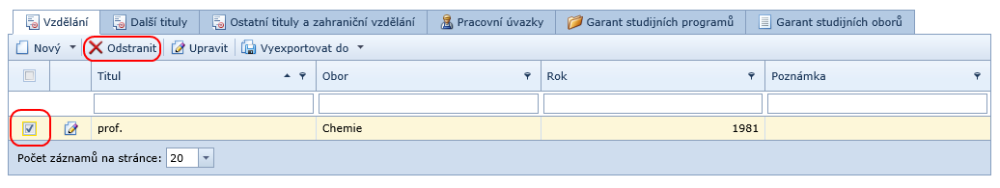 Vzdělání Další tituly Ostatní tituly a zahraniční vzdělání Pracovní úvazky Garant studijních programů Garant studijních oborů
Nový Odstranit Upravit Vyexportovat do
Titul Obor Rok Poznámka
prof. Chemie 1981
Počet záznamů na stránce: 20